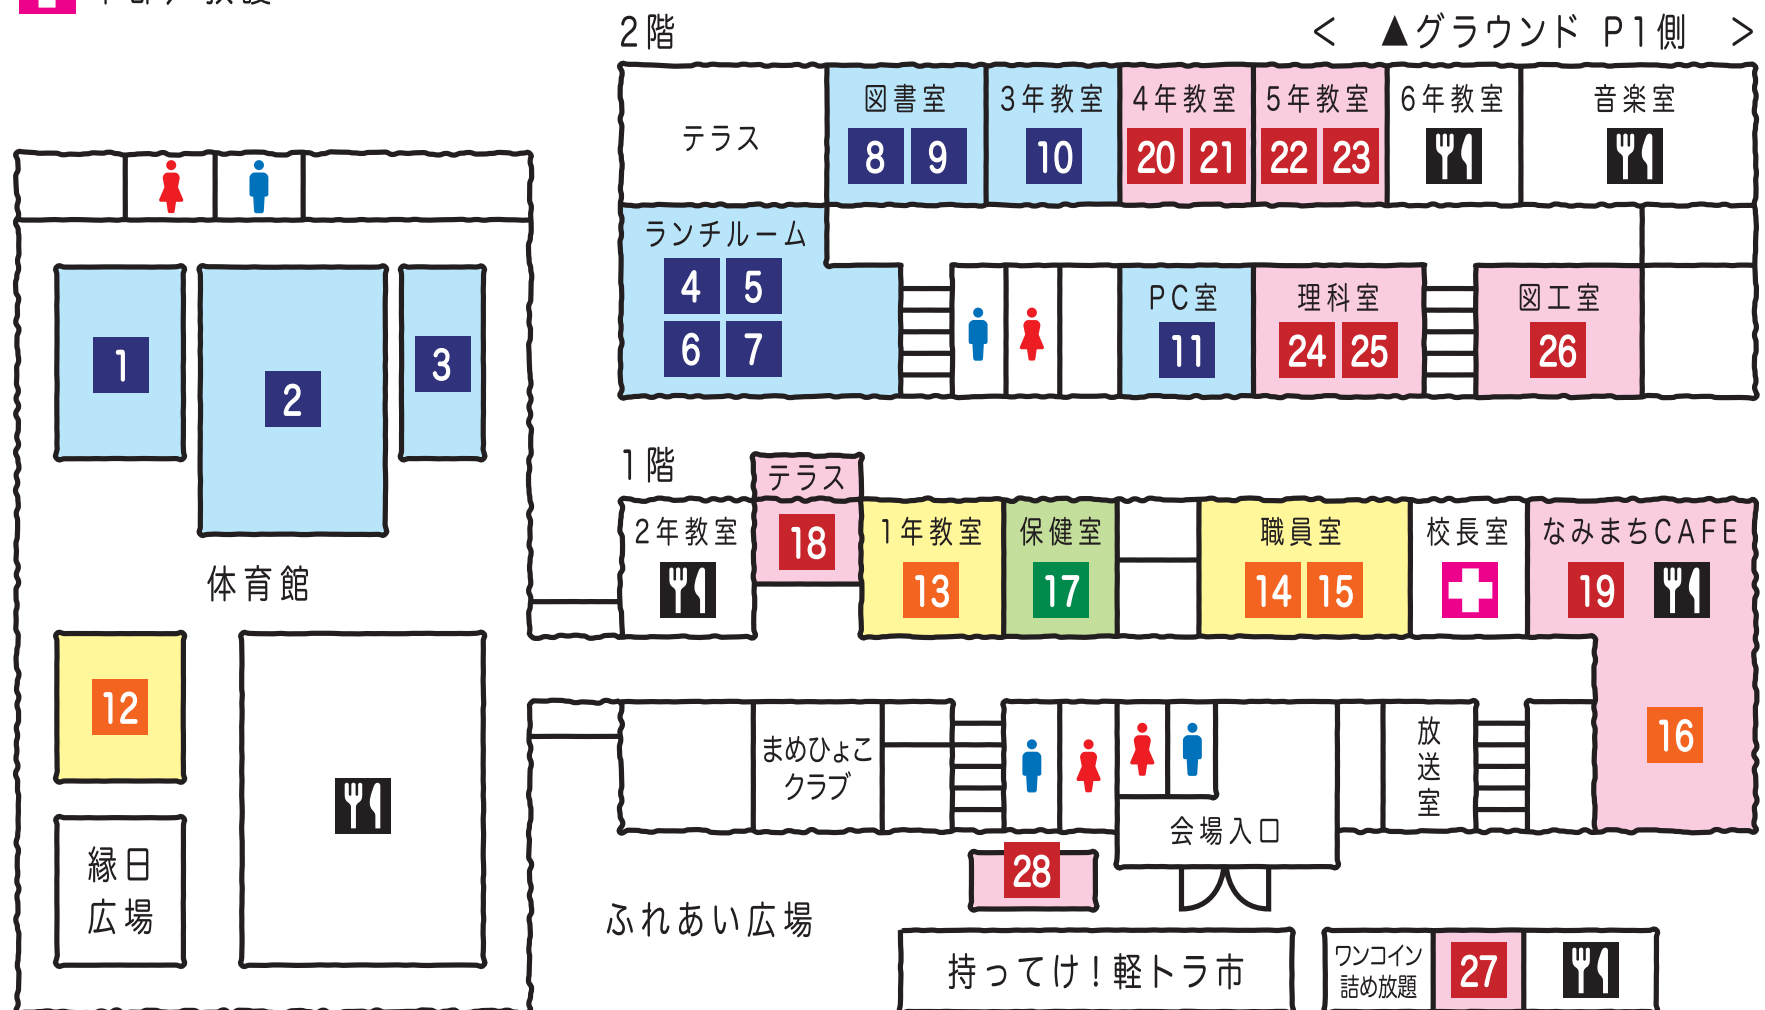 2階
< ▲グラウンド P1側 >
テラス
図書室
8 9
3年教室
10
4年教室
20 21
5年教室
22 23
6年教室
音楽室
ランチルーム
4 5
6 7
PC室
11
理科室
24 25
図工室
26
1
2
3
体育館
12
縁日
広場
1階
2年教室
テラス
18
1年教室
13
保健室
17
職員室
14 15
校長室
なみまちCAFE
19
16
まめひょこ
クラブ
放送室
会場入口
28
ふれあい広場
持ってけ!軽トラ市
ワンコイン
詰め放題
27